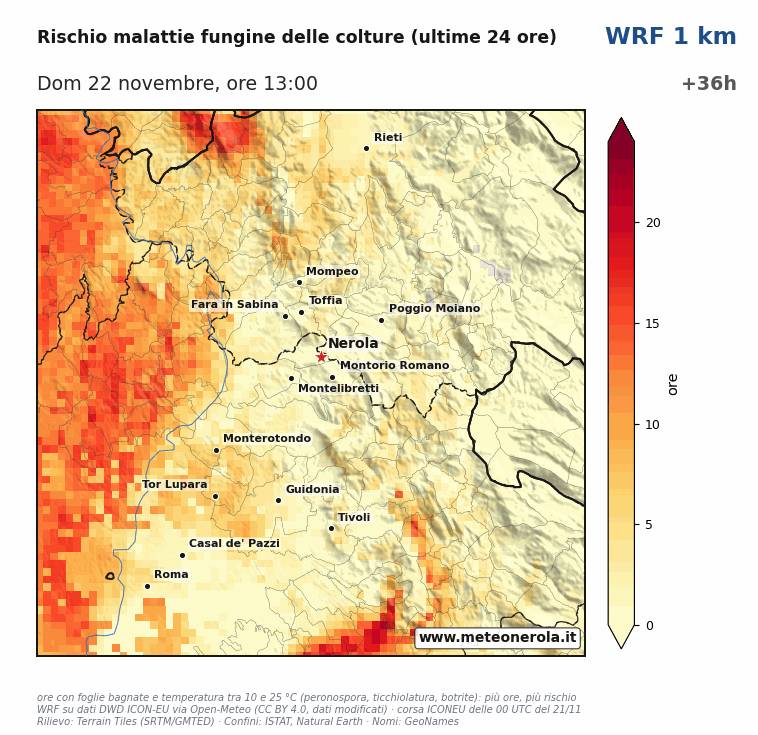 Rischio malattie fungine delle colture (ultime 24 ore)
WRF 1 km
Dom 22 novembre, ore 13:00
+36h
Rieti
Mompeo
Fara in Sabina
Toffia
Poggio Moiano
Nerola
Montorio Romano
Montelibretti
Monterotondo
Tor Lupara
Guidonia
Tivoli
Casal de' Pazzi
Roma
www.meteonerola.it
20
15
10
5
0
ore
ore con foglie bagnate e temperatura tra 10 e 25 °C (peronospora, ticchiolatura, botrite): più ore, più rischio
WRF su dati DWD ICON-EU via Open-Meteo (CC BY 4.0, dati modificati) · corsa ICONEU delle 00 UTC del 21/11
Rilievo: Terrain Tiles (SRTM/GMTED) · Confini: ISTAT, Natural Earth · Nomi: GeoNames